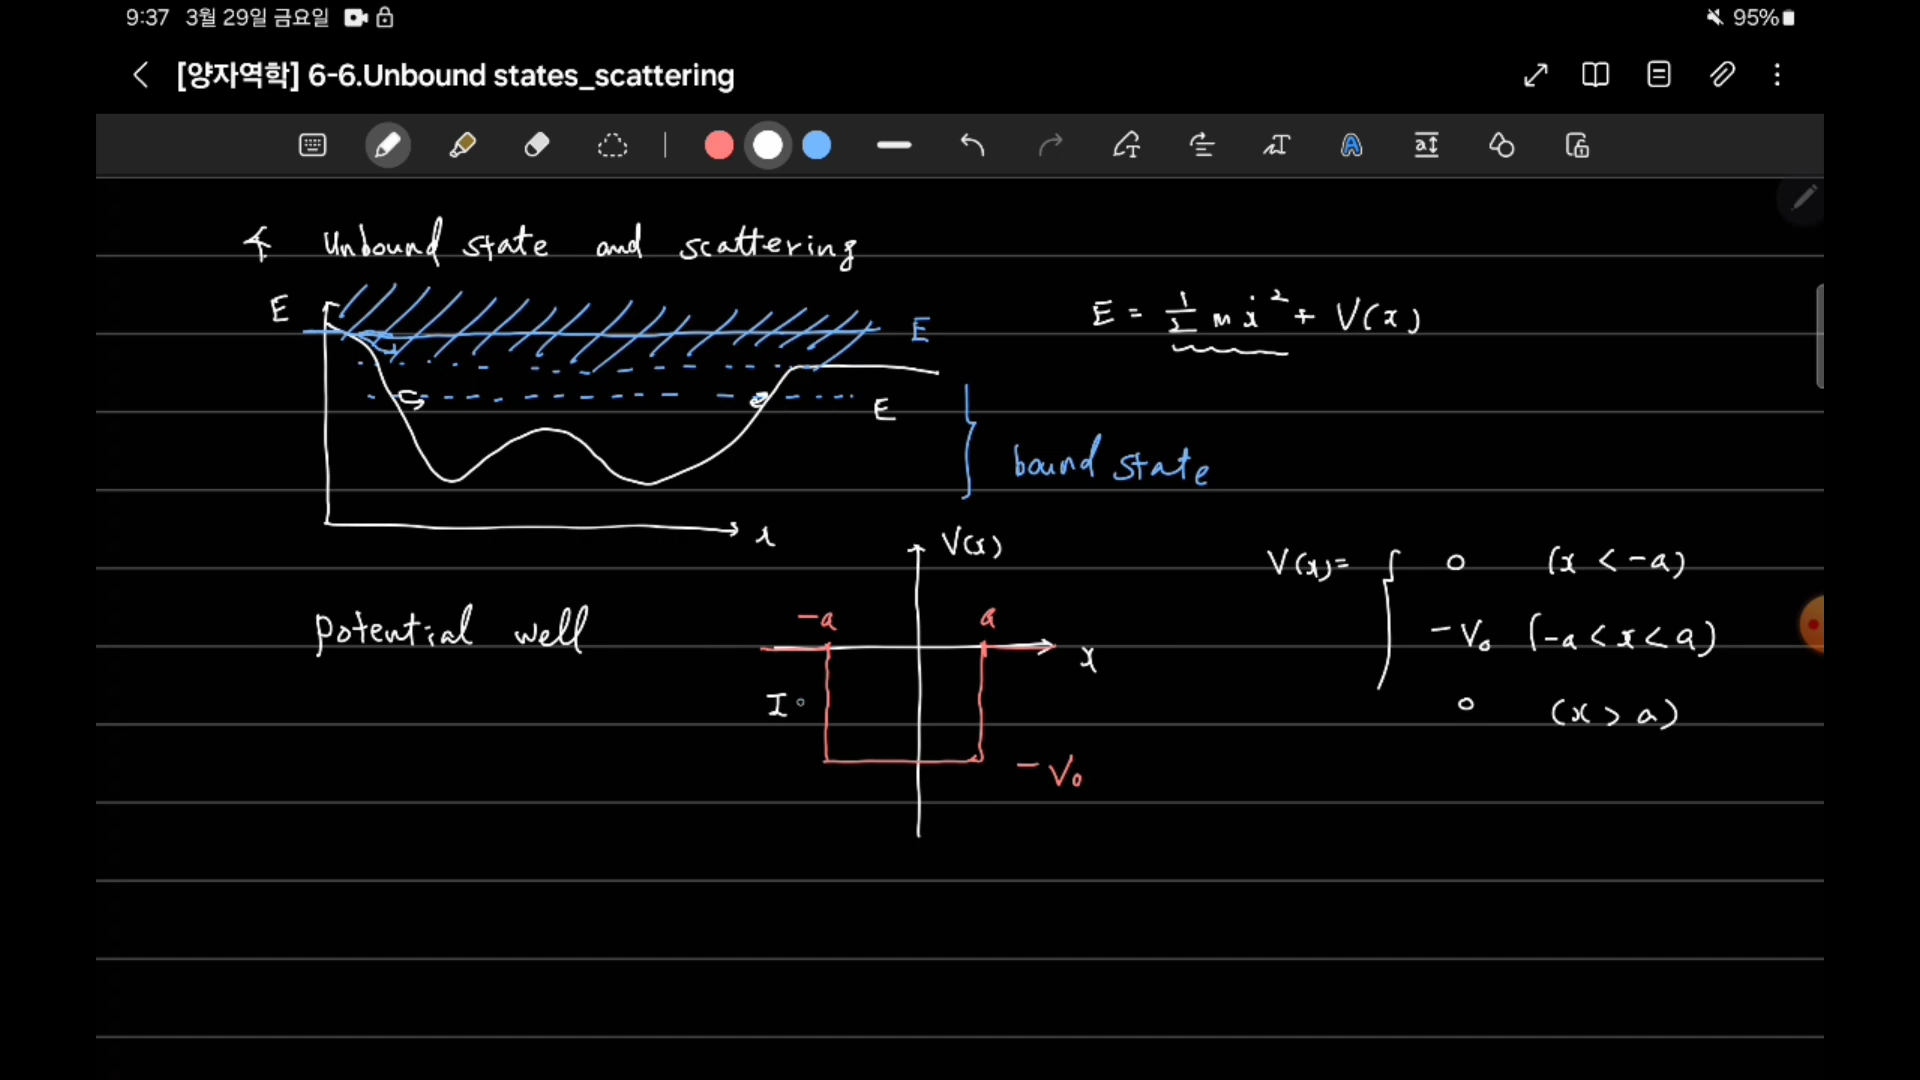 9:37 3월 29일 금요일
95%
[양자역학] 6-6.Unbound states_scattering
Unbound state and scattering
E
E
E = 1/2 m ẋ² + V(x)
E
bound state
x
V(x)
V(x)= { 0 (x < -a)
-V₀ (-a < x < a)
0 (x > a)
potential well
-a
a
x
I
-V₀